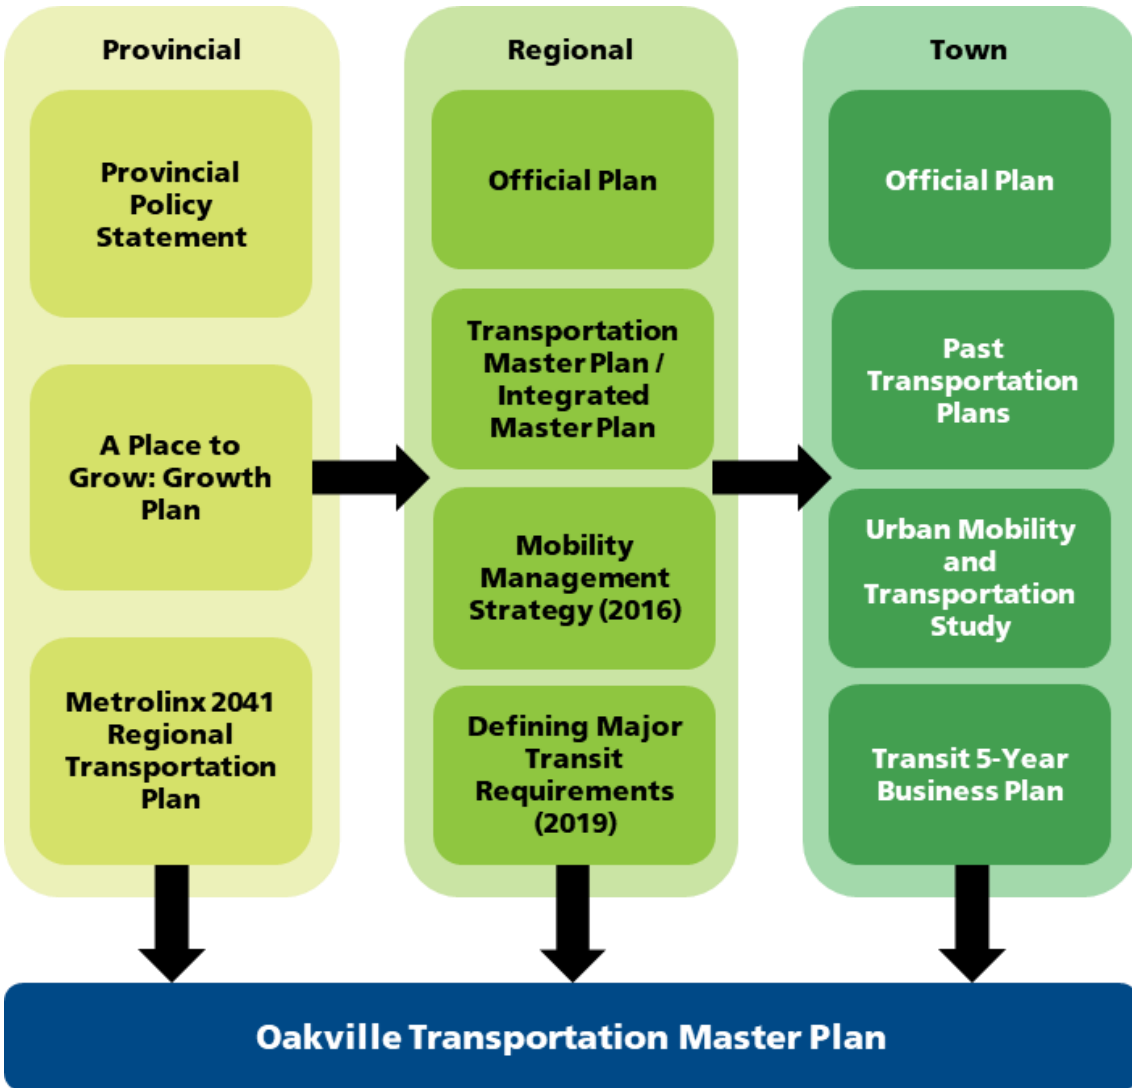 Provincial
Provincial
Policy
Statement
A Place to
Grow: Growth
Plan
Metrolinx 2041
Regional
Transportation
Plan
Regional
Official Plan
Transportation
Master Plan /
Integrated
Master Plan
Mobility
Management
Strategy (2016)
Defining Major
Transit
Requirements
(2019)
Town
Official Plan
Past
Transportation
Plans
Urban Mobility
and
Transportation
Study
Transit 5-Year
Business Plan
Oakville Transportation Master Plan